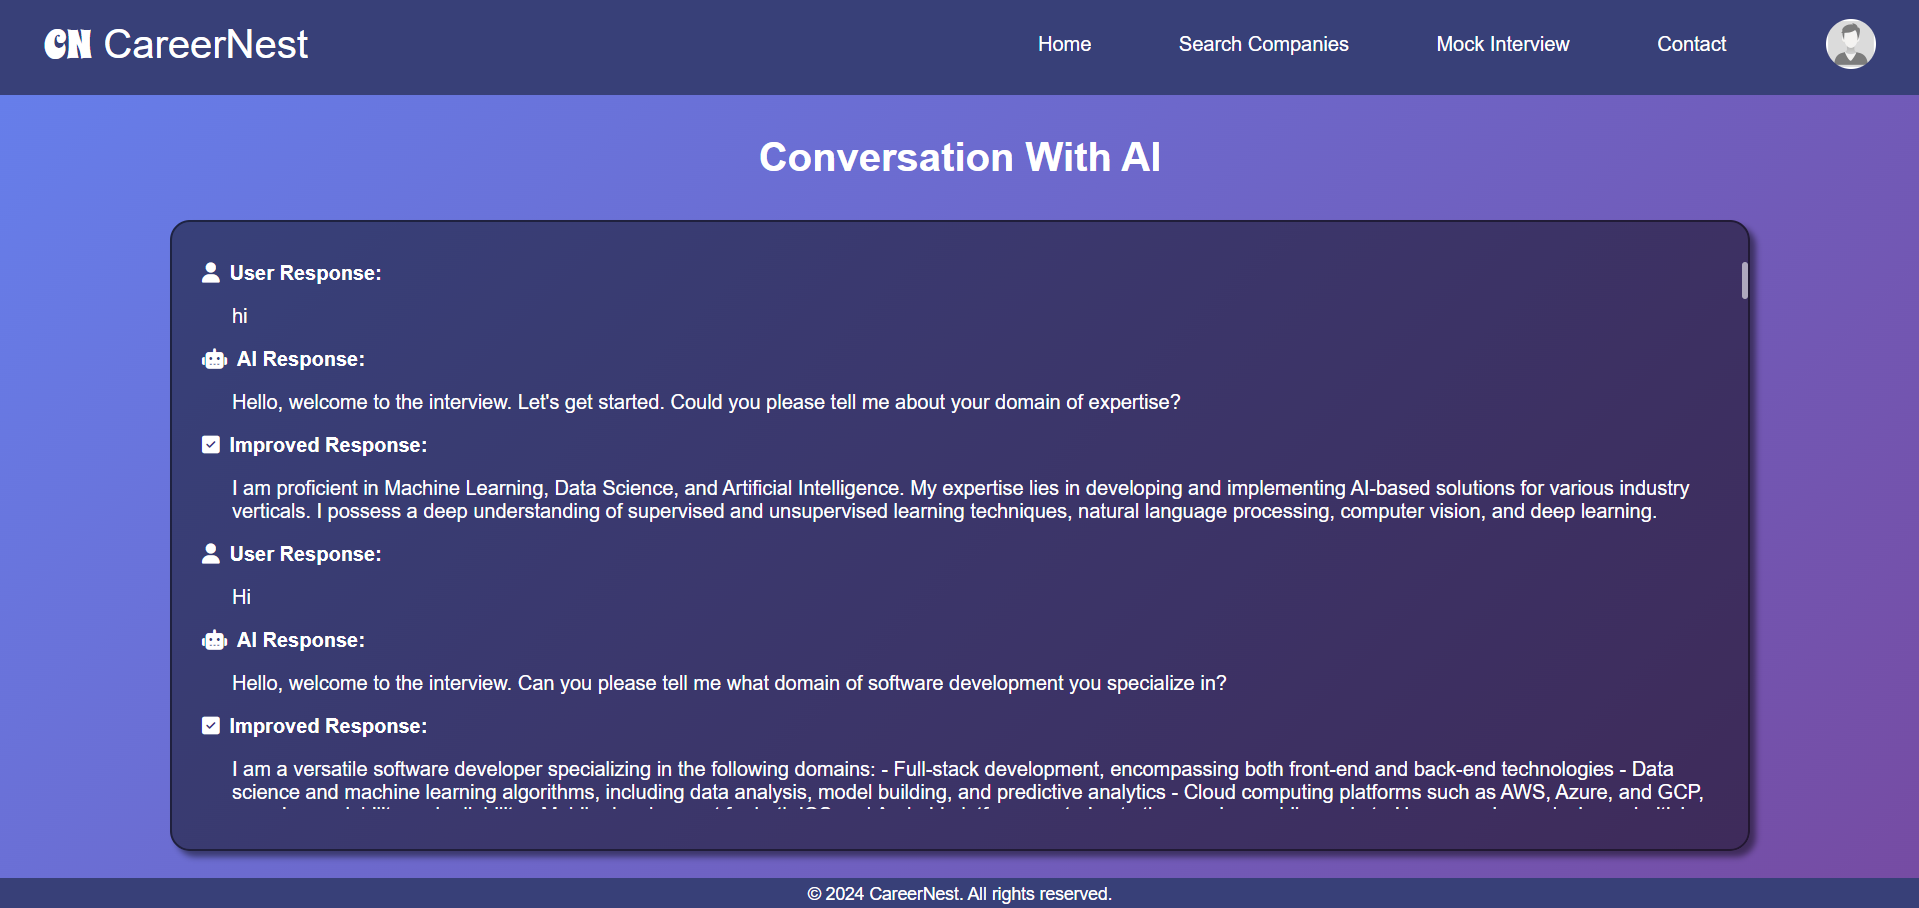 CN CareerNest
Home Search Companies Mock Interview Contact
Conversation With AI
User Response:
hi
AI Response:
Hello, welcome to the interview. Let's get started. Could you please tell me about your domain of expertise?
Improved Response:
I am proficient in Machine Learning, Data Science, and Artificial Intelligence. My expertise lies in developing and implementing AI-based solutions for various industry
verticals. I possess a deep understanding of supervised and unsupervised learning techniques, natural language processing, computer vision, and deep learning.
User Response:
Hi
AI Response:
Hello, welcome to the interview. Can you please tell me what domain of software development you specialize in?
Improved Response:
I am a versatile software developer specializing in the following domains: - Full-stack development, encompassing both front-end and back-end technologies - Data
science and machine learning algorithms, including data analysis, model building, and predictive analytics - Cloud computing platforms such as AWS, Azure, and GCP,
© 2024 CareerNest. All rights reserved.